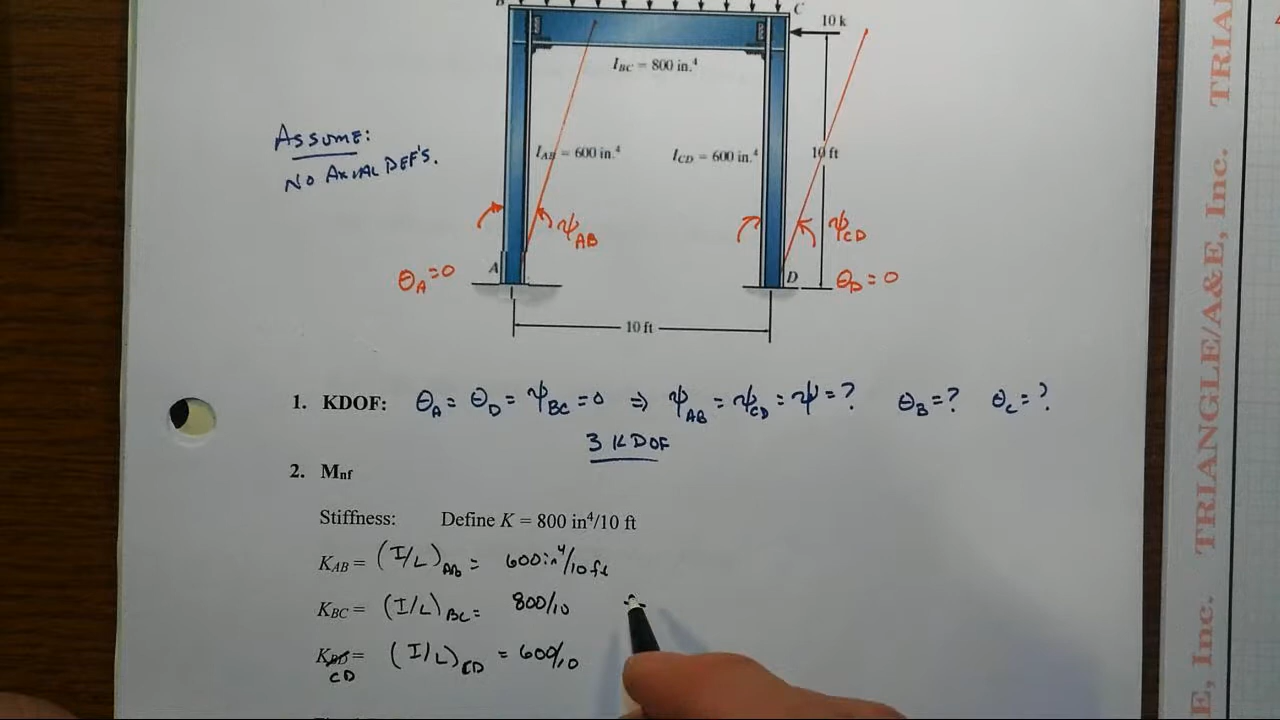 C
10 k
I_BC = 800 in.⁴
ASSUME:
NO AXIAL DEF'S.
I_AB = 600 in.⁴
I_CD = 600 in.⁴
10 ft
ψ_AB
ψ_CD
θ_A = 0
A
D
θ_D = 0
10 ft
1. KDOF: θ_A = θ_D = ψ_BC = 0 ⇒ ψ_AB = ψ_CD = ψ = ? θ_B = ? θ_C = ?
3 KDOF
2. M_nf
Stiffness: Define K = 800 in⁴/10 ft
K_AB = (I/L)_AB = 600 in⁴/10 ft
K_BC = (I/L)_BC = 800/10
K_CD = (I/L)_CD = 600/10
TRIAN
TRIANGLE/A&E, Inc.
E, Inc.